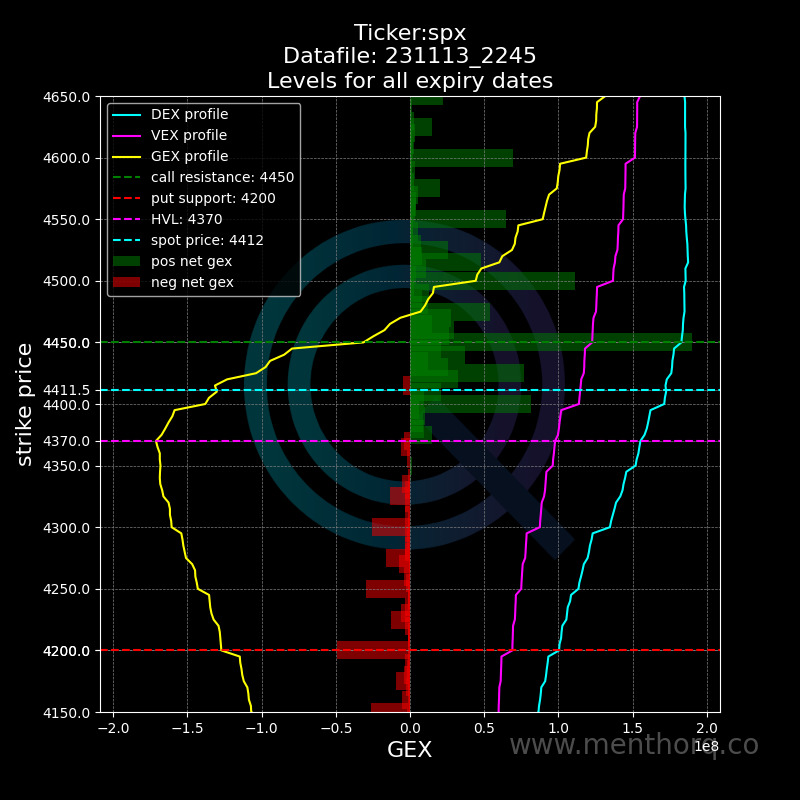 Ticker:spx
Datafile: 231113_2245
Levels for all expiry dates
DEX profile
VEX profile
GEX profile
call resistance: 4450
put support: 4200
HVL: 4370
spot price: 4412
pos net gex
neg net gex
strike price
4650.0
4600.0
4550.0
4500.0
4450.0
4411.5
4400.0
4370.0
4350.0
4300.0
4250.0
4200.0
4150.0
−2.0 −1.5 −1.0 −0.5 0.0 0.5 1.0 1.5 2.0
1e8
GEX
www.menthorq.co